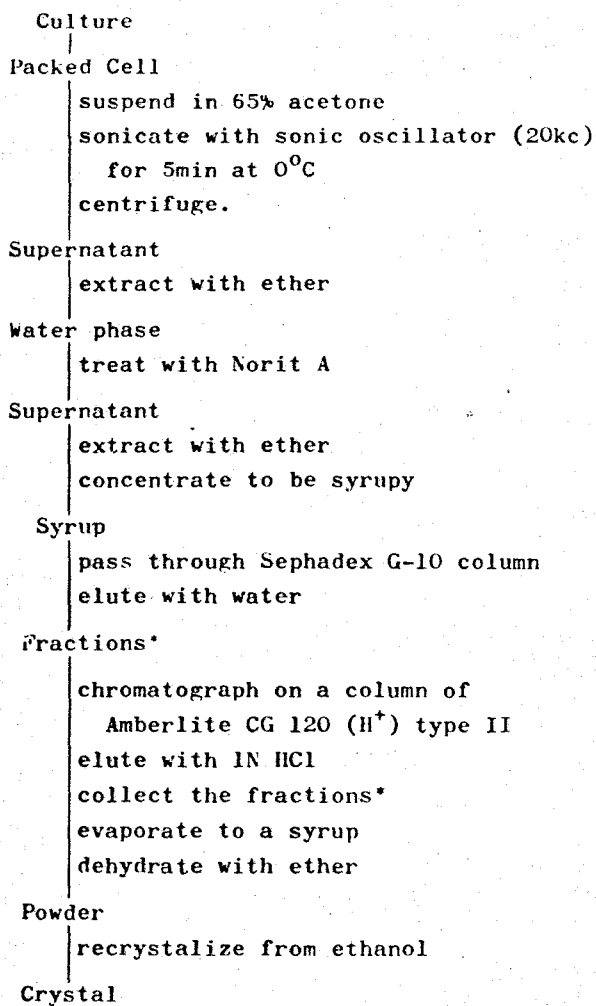 Culture
Packed Cell
suspend in 65% acetone
sonicate with sonic oscillator (20kc)
for 5min at 0°C
centrifuge.
Supernatant
extract with ether
Water phase
treat with Norit A
Supernatant
extract with ether
concentrate to be syrupy
Syrup
pass through Sephadex G-10 column
elute with water
Fractions*
chromatograph on a column of
Amberlite CG 120 (H⁺) type II
elute with 1N HCl
collect the fractions*
evaporate to a syrup
dehydrate with ether
Powder
recrystalize from ethanol
Crystal